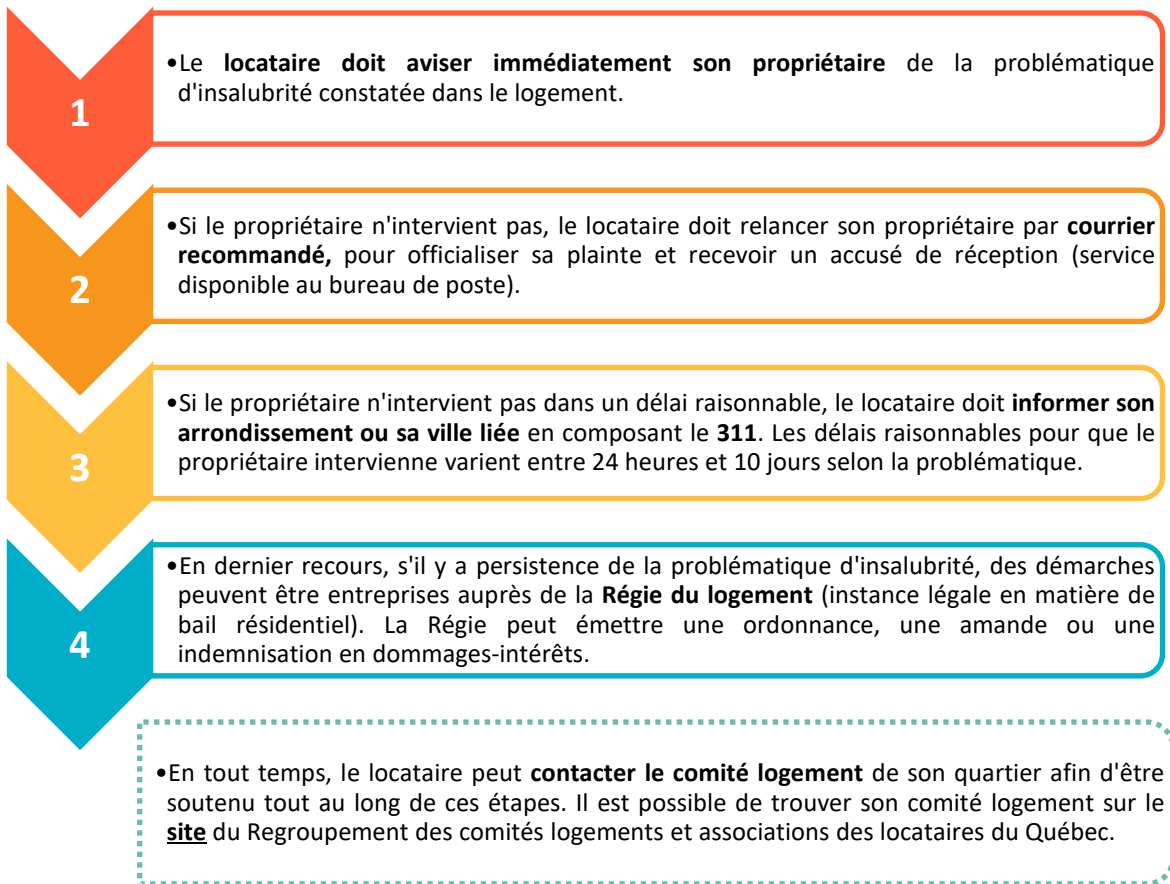 1
•Le locataire doit aviser immédiatement son propriétaire de la problématique
d'insalubrité constatée dans le logement.
2
•Si le propriétaire n'intervient pas, le locataire doit relancer son propriétaire par courrier
recommandé, pour officialiser sa plainte et recevoir un accusé de réception (service
disponible au bureau de poste).
3
•Si le propriétaire n'intervient pas dans un délai raisonnable, le locataire doit informer son
arrondissement ou sa ville liée en composant le 311. Les délais raisonnables pour que le
propriétaire intervienne varient entre 24 heures et 10 jours selon la problématique.
4
•En dernier recours, s'il y a persistence de la problématique d'insalubrité, des démarches
peuvent être entreprises auprès de la Régie du logement (instance légale en matière de
bail résidentiel). La Régie peut émettre une ordonnance, une amande ou une
indemnisation en dommages-intérêts.
•En tout temps, le locataire peut contacter le comité logement de son quartier afin d'être
soutenu tout au long de ces étapes. Il est possible de trouver son comité logement sur le
site du Regroupement des comités logements et associations des locataires du Québec.